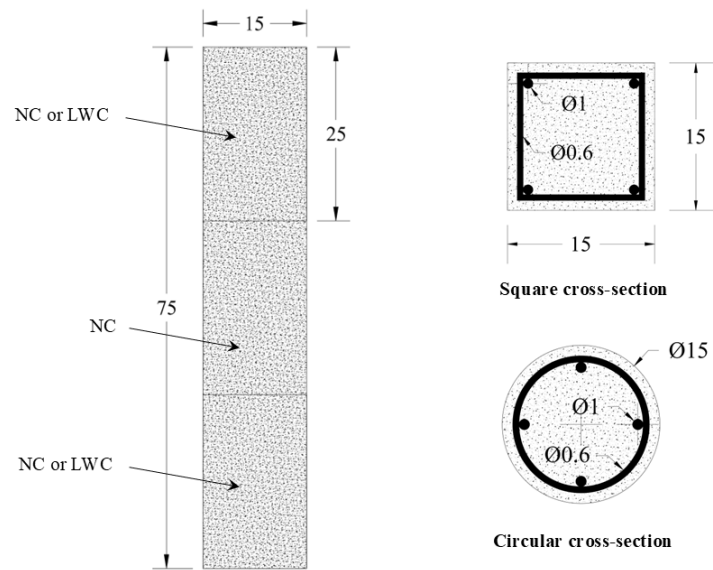 15
NC or LWC
25
75
NC
NC or LWC
Ø1
Ø0.6
15
15
Square cross-section
Ø15
Ø1
Ø0.6
Circular cross-section